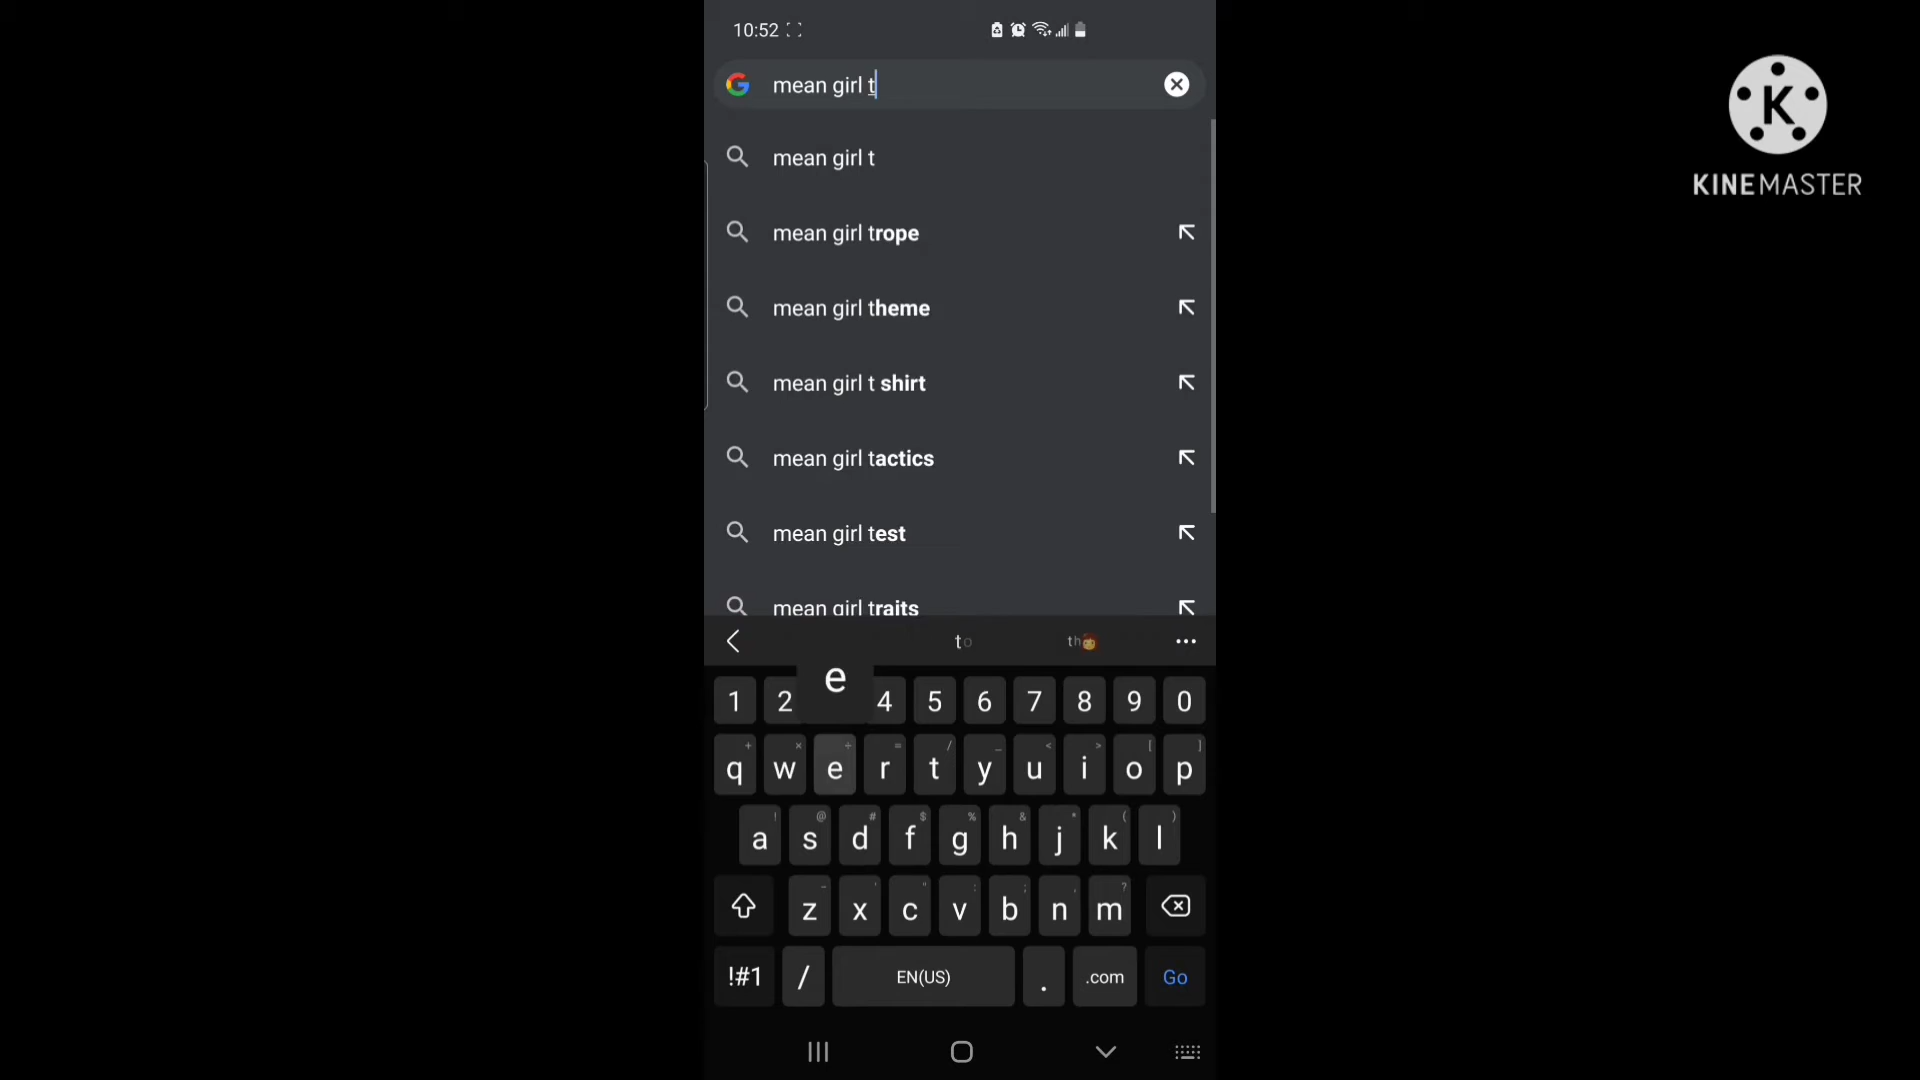 10:52
mean girl t
mean girl t
mean girl trope
mean girl theme
mean girl t shirt
mean girl tactics
mean girl test
mean girl traits
to th
e
1 2 4 5 6 7 8 9 0
+ × ÷ = / _ < > [ ]
q w e r t y u i o p
! @ # $ % & * ( )
a s d f g h j k l
- ' " : ; , ?
z x c v b n m
!#1 / EN(US) . .com Go
K
KINEMASTER